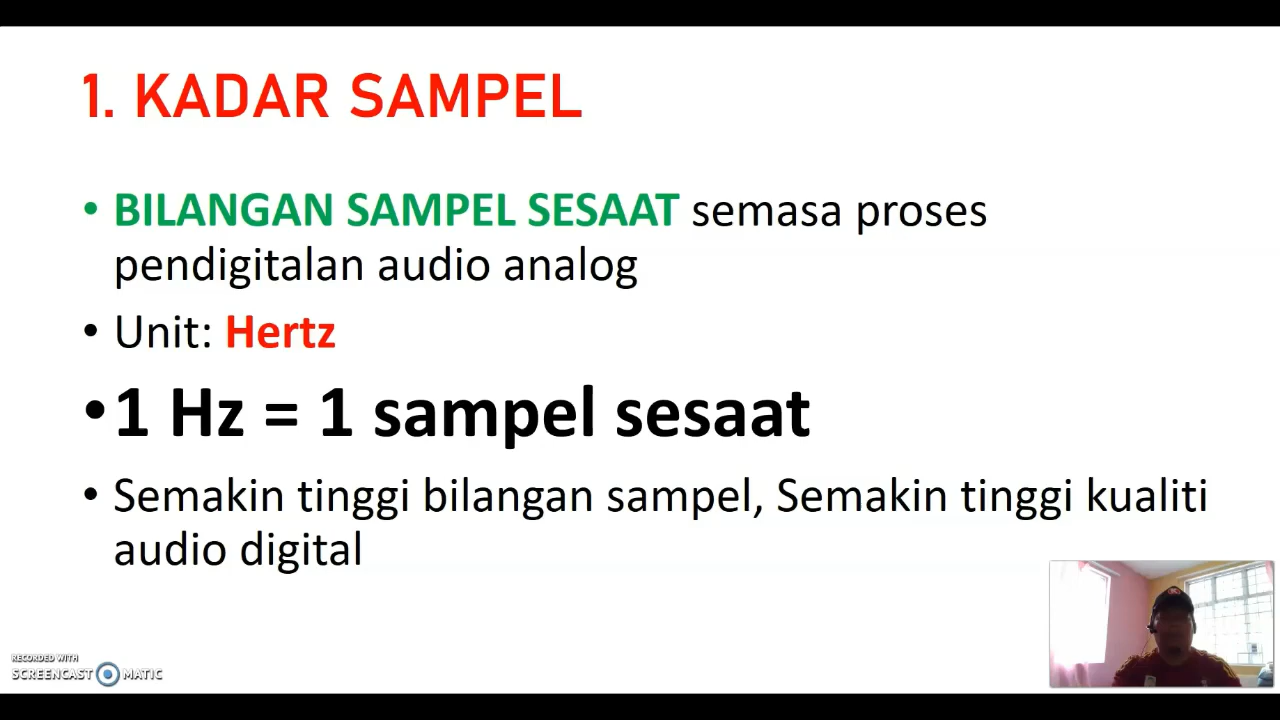 1. KADAR SAMPEL
• BILANGAN SAMPEL SESAAT semasa proses
pendigitalan audio analog
• Unit: Hertz
• 1 Hz = 1 sampel sesaat
• Semakin tinggi bilangan sampel, Semakin tinggi kualiti
audio digital
RECORDED WITH
SCREENCAST MATIC